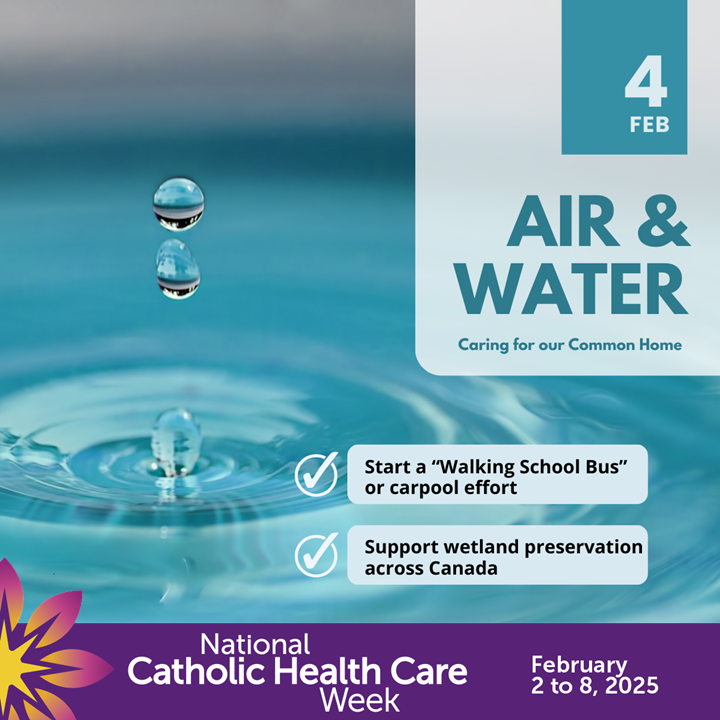 4
FEB
AIR &
WATER
Caring for our Common Home
Start a “Walking School Bus”
or carpool effort
Support wetland preservation
across Canada
National
Catholic Health Care
Week
February
2 to 8, 2025